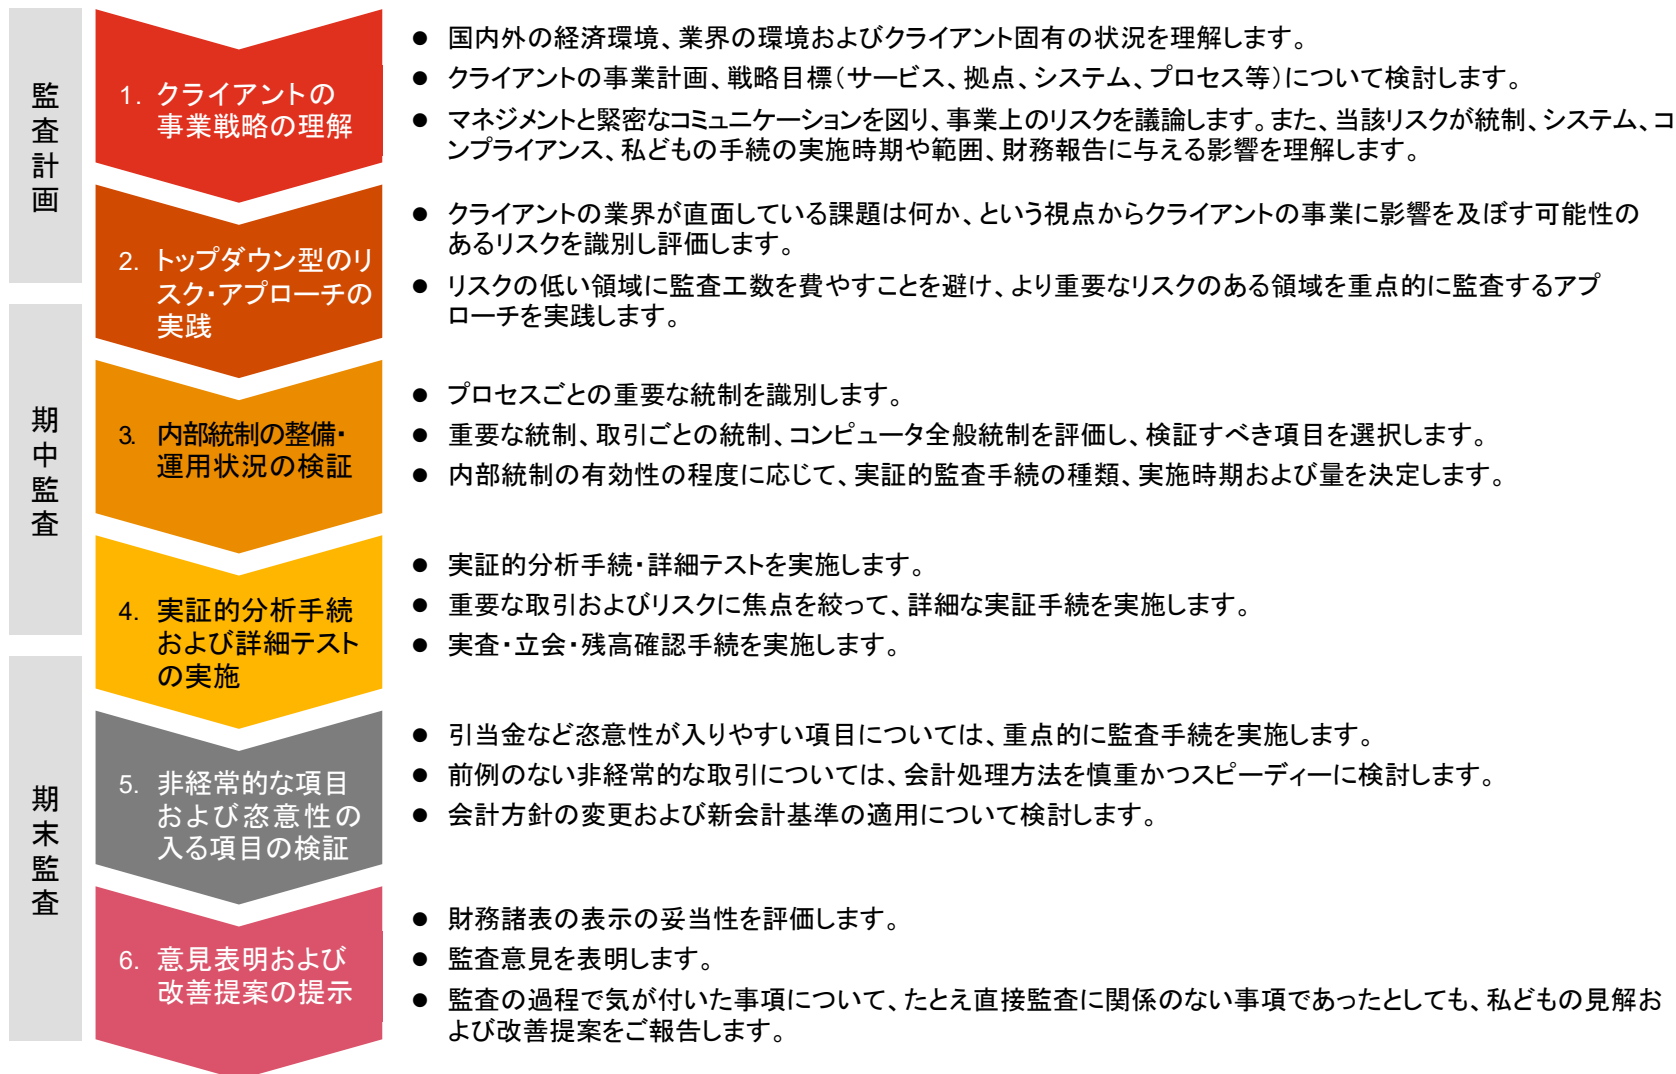 監査計画
1. クライアントの
事業戦略の理解
● 国内外の経済環境、業界の環境およびクライアント固有の状況を理解します。
● クライアントの事業計画、戦略目標（サービス、拠点、システム、プロセス等）について検討します。
● マネジメントと緊密なコミュニケーションを図り、事業上のリスクを議論します。また、当該リスクが統制、システム、コ
ンプライアンス、私どもの手続の実施時期や範囲、財務報告に与える影響を理解します。
2. トップダウン型のリ
スク・アプローチの
実践
● クライアントの業界が直面している課題は何か、という視点からクライアントの事業に影響を及ぼす可能性の
あるリスクを識別し評価します。
● リスクの低い領域に監査工数を費やすことを避け、より重要なリスクのある領域を重点的に監査するアプ
ローチを実践します。
期中監査
3. 内部統制の整備・
運用状況の検証
● プロセスごとの重要な統制を識別します。
● 重要な統制、取引ごとの統制、コンピュータ全般統制を評価し、検証すべき項目を選択します。
● 内部統制の有効性の程度に応じて、実証的監査手続の種類、実施時期および量を決定します。
4. 実証的分析手続
および詳細テスト
の実施
● 実証的分析手続・詳細テストを実施します。
● 重要な取引およびリスクに焦点を絞って、詳細な実証手続を実施します。
● 実査・立会・残高確認手続を実施します。
期末監査
5. 非経常的な項目
および恣意性の
入る項目の検証
● 引当金など恣意性が入りやすい項目については、重点的に監査手続を実施します。
● 前例のない非経常的な取引については、会計処理方法を慎重かつスピーディーに検討します。
● 会計方針の変更および新会計基準の適用について検討します。
6. 意見表明および
改善提案の提示
● 財務諸表の表示の妥当性を評価します。
● 監査意見を表明します。
● 監査の過程で気が付いた事項について、たとえ直接監査に関係のない事項であったとしても、私どもの見解お
よび改善提案をご報告します。